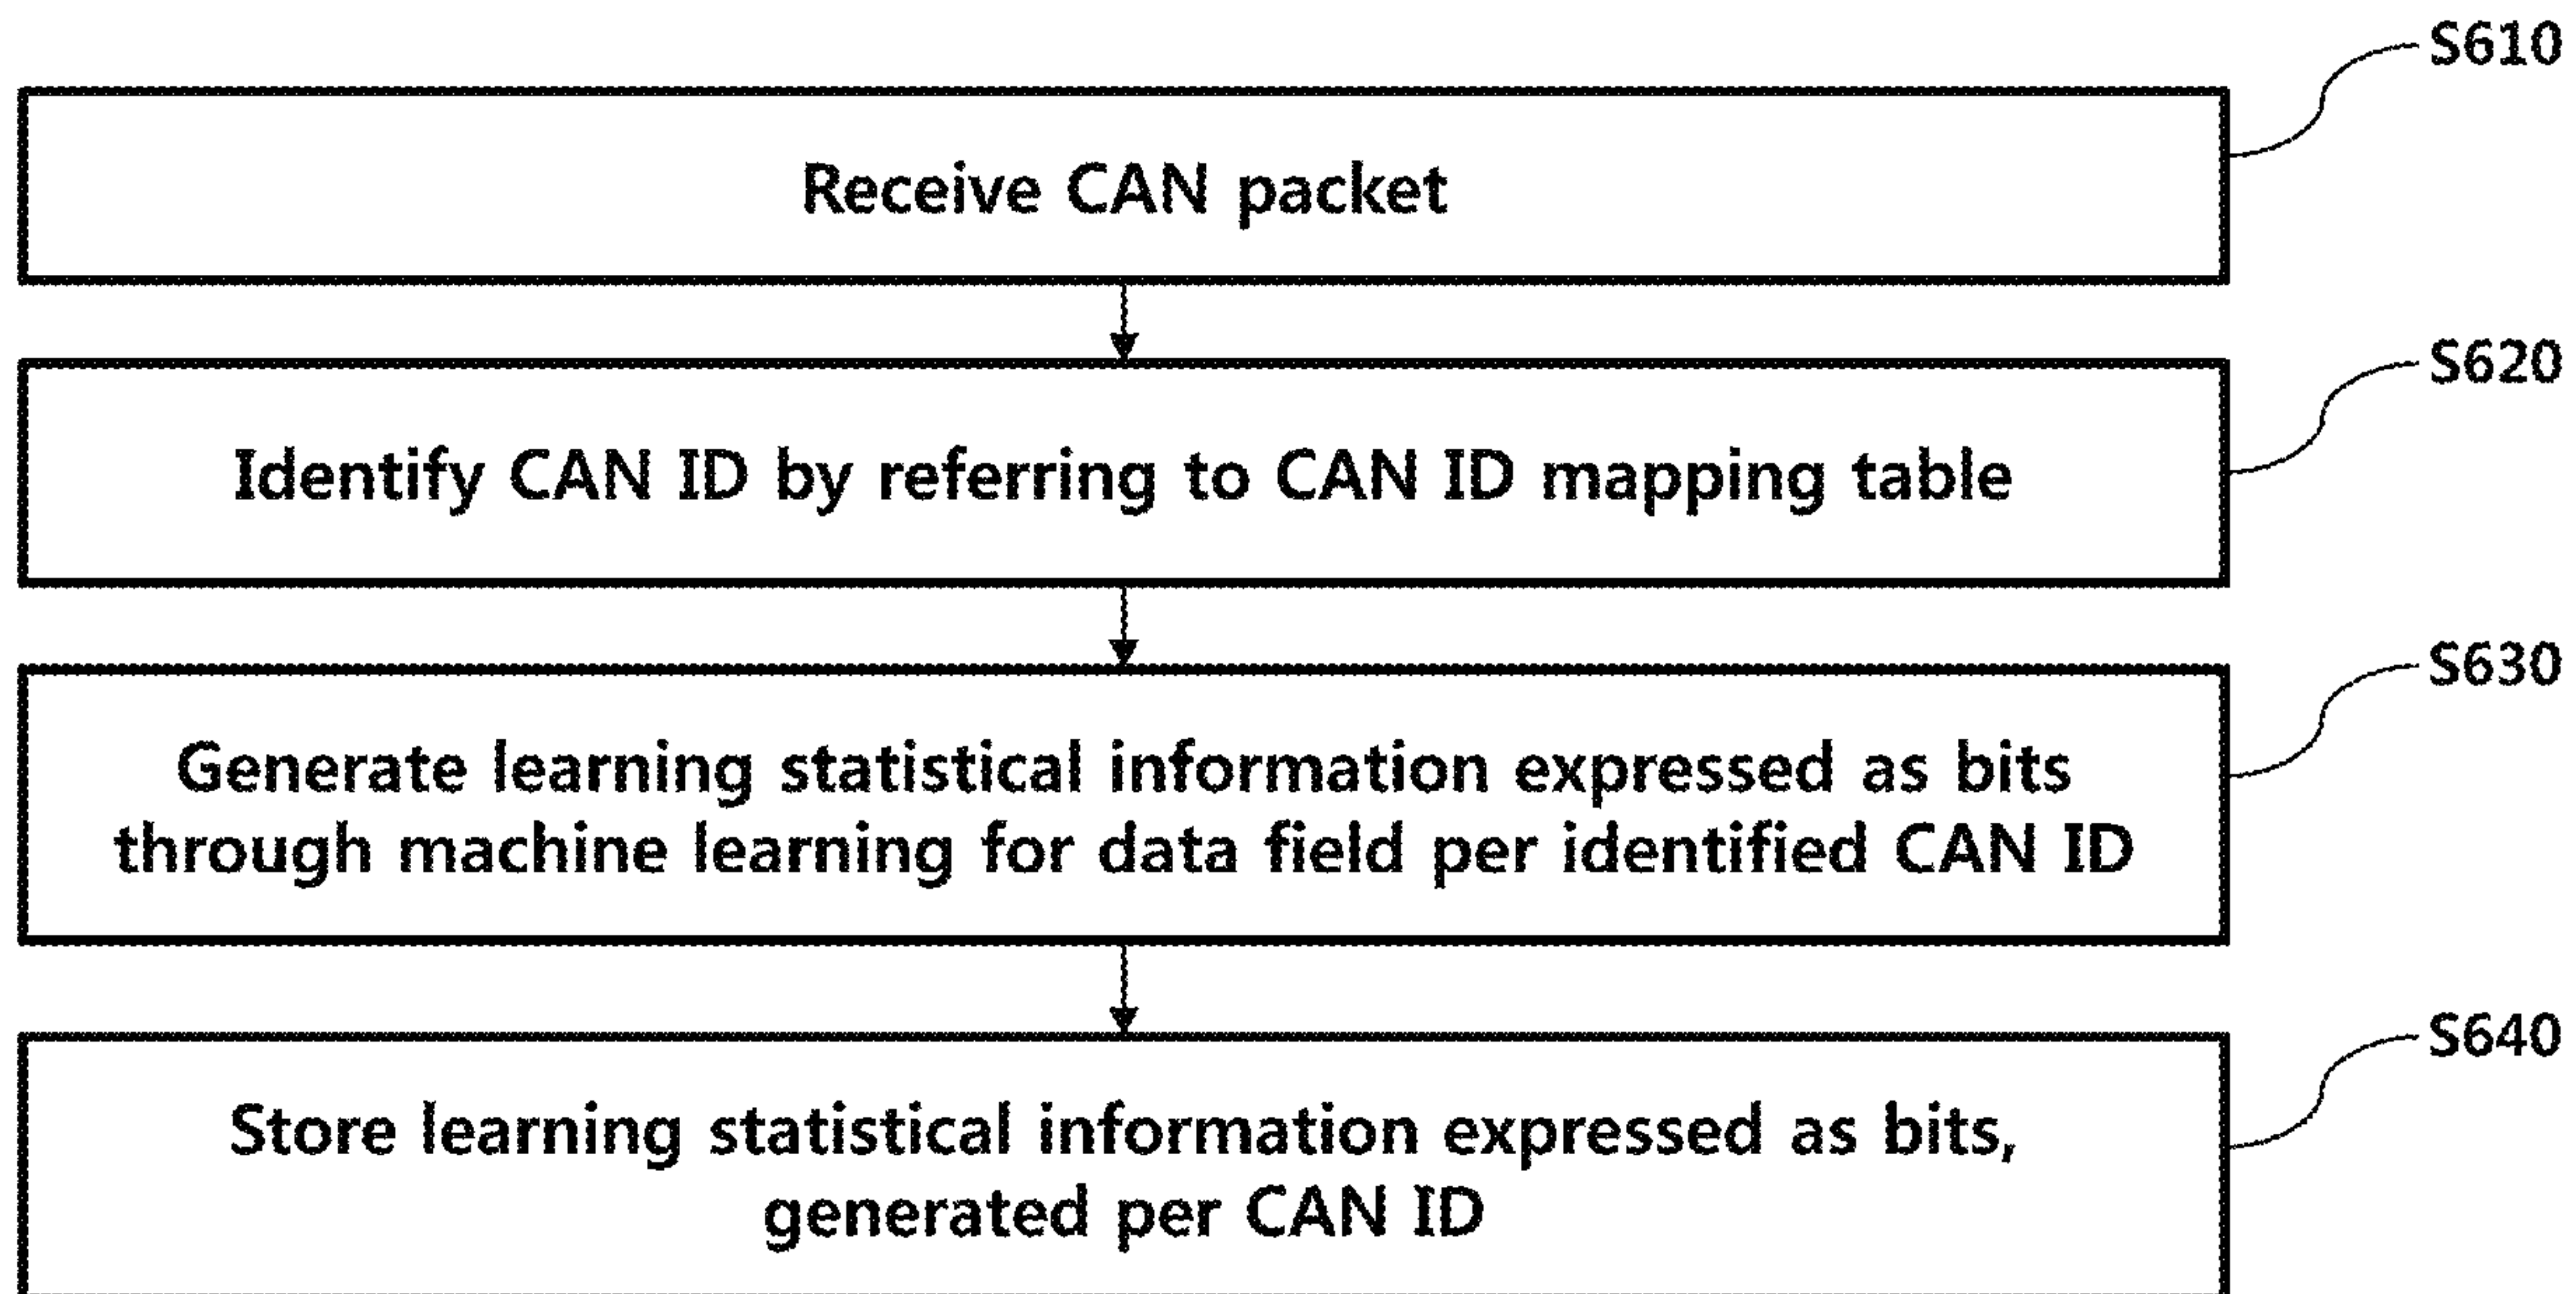 S610
Receive CAN packet
S620
Identify CAN ID by referring to CAN ID mapping table
S630
Generate learning statistical information expressed as bits
through machine learning for data field per identified CAN ID
S640
Store learning statistical information expressed as bits,
generated per CAN ID